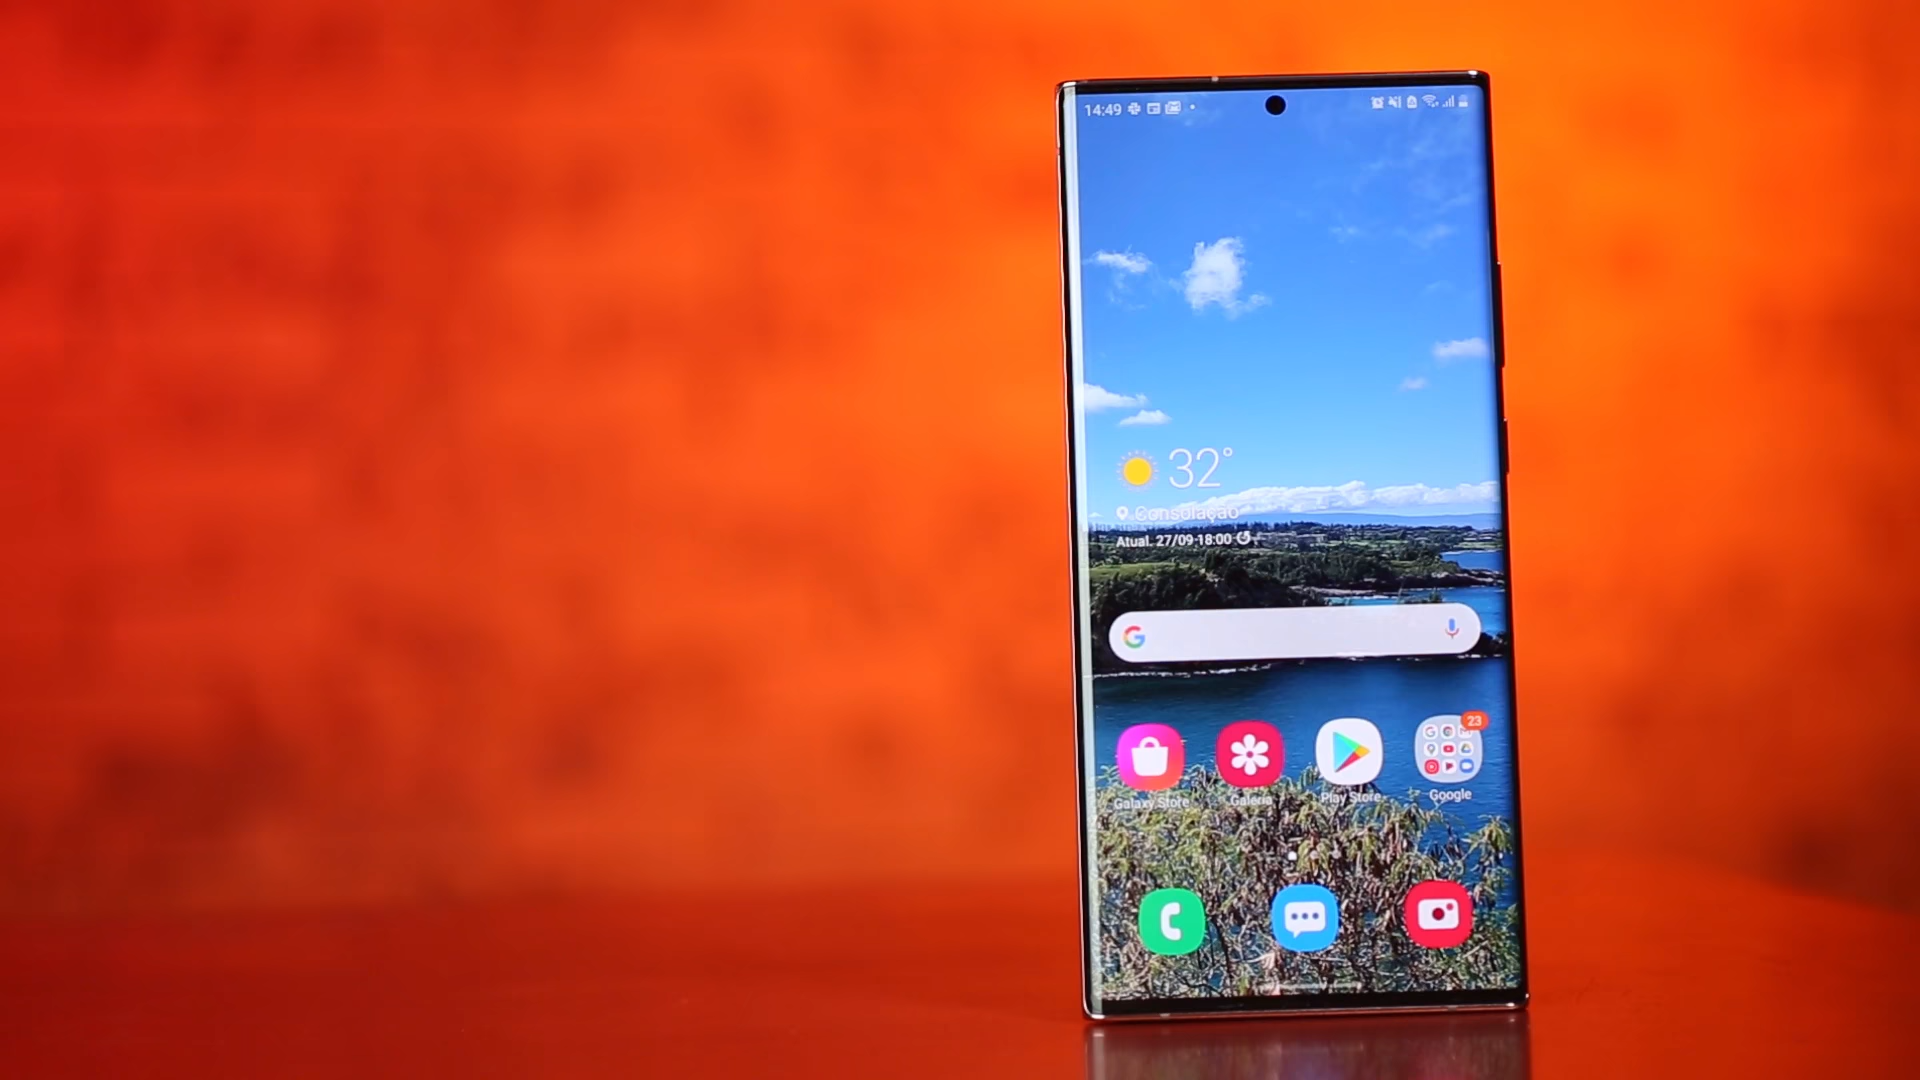 14:49
32°
Consolação
Atual. 27/09 18:00
G
23
Galaxy Store
Galeria
Play Store
Google